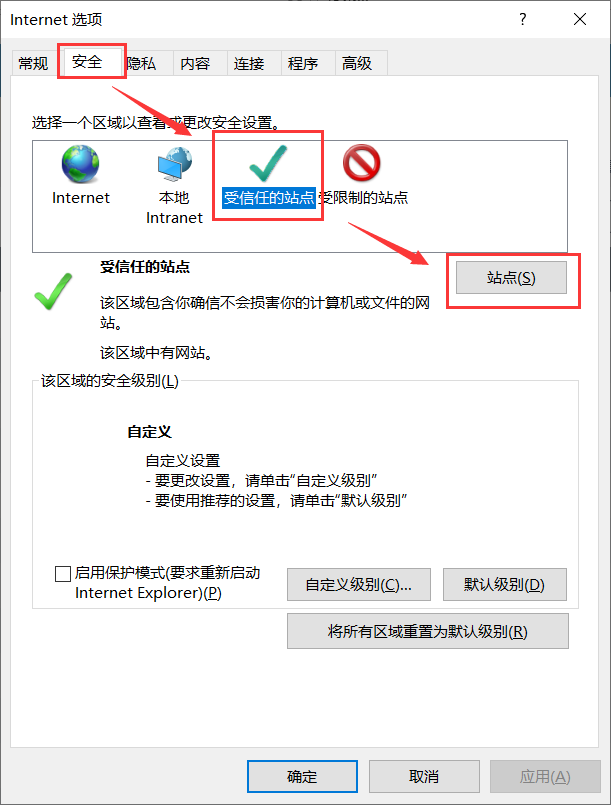 Internet 选项
?
常规 安全 隐私 内容 连接 程序 高级
选择一个区域以查看或更改安全设置。
Internet
本地
Intranet
受信任的站点
受限制的站点
受信任的站点
站点(S)
该区域包含你确信不会损害你的计算机或文件的网
站。
该区域中有网站。
该区域的安全级别(L)
自定义
自定义设置
- 要更改设置，请单击“自定义级别”
- 要使用推荐的设置，请单击“默认级别”
启用保护模式(要求重新启动
Internet Explorer)(P)
自定义级别(C)... 默认级别(D)
将所有区域重置为默认级别(R)
确定 取消 应用(A)